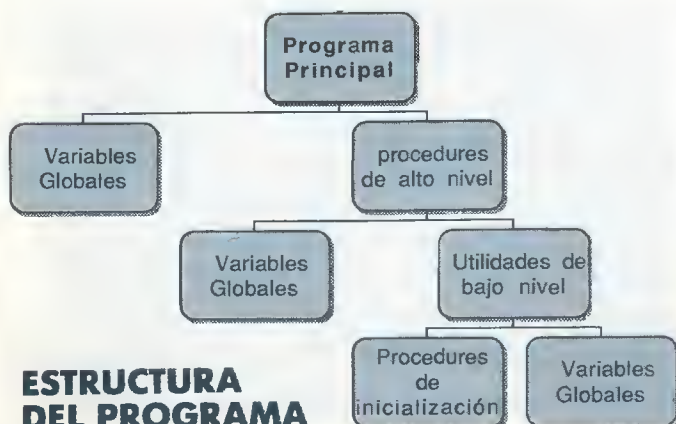 Programa
Principal
Variables
Globales
procedures
de alto nivel
Variables
Globales
Utilidades de
bajo nivel
Procedures
de
inicialización
Variables
Globales
ESTRUCTURA
DEL PROGRAMA